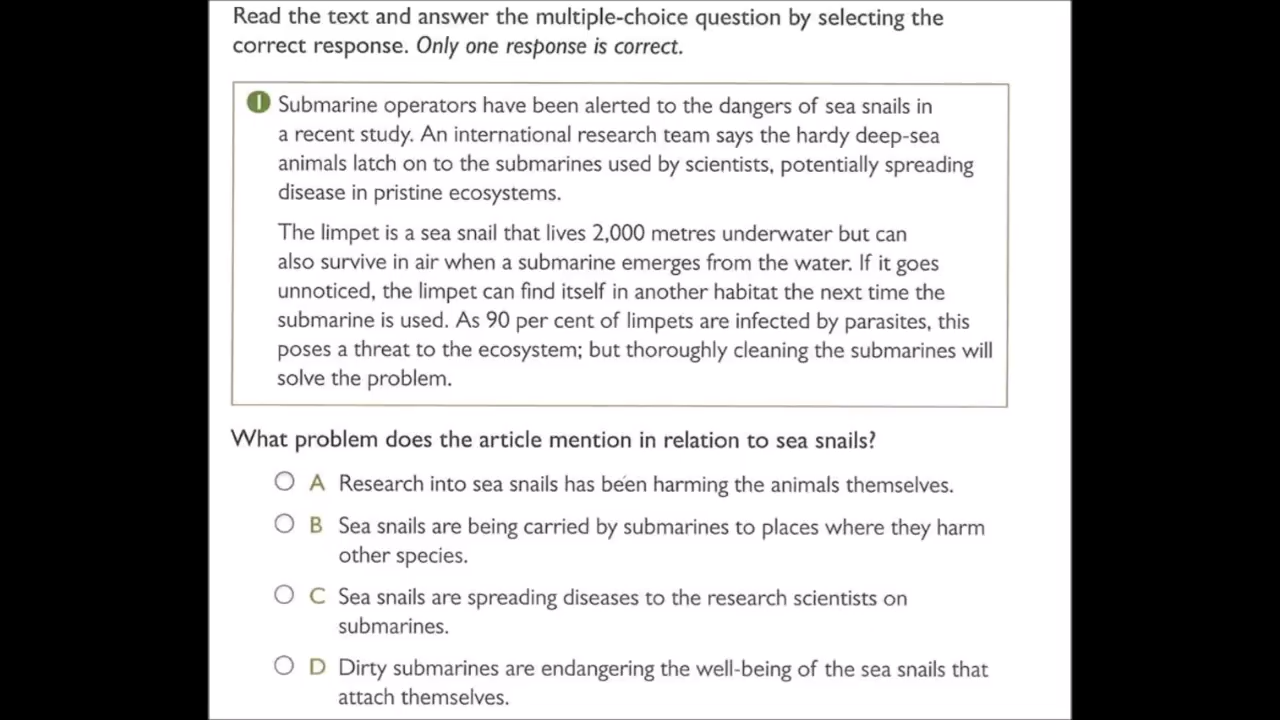 Read the text and answer the multiple-choice question by selecting the
correct response. Only one response is correct.
1 Submarine operators have been alerted to the dangers of sea snails in
a recent study. An international research team says the hardy deep-sea
animals latch on to the submarines used by scientists, potentially spreading
disease in pristine ecosystems.
The limpet is a sea snail that lives 2,000 metres underwater but can
also survive in air when a submarine emerges from the water. If it goes
unnoticed, the limpet can find itself in another habitat the next time the
submarine is used. As 90 per cent of limpets are infected by parasites, this
poses a threat to the ecosystem; but thoroughly cleaning the submarines will
solve the problem.
What problem does the article mention in relation to sea snails?
A Research into sea snails has been harming the animals themselves.
B Sea snails are being carried by submarines to places where they harm
other species.
C Sea snails are spreading diseases to the research scientists on
submarines.
D Dirty submarines are endangering the well-being of the sea snails that
attach themselves.